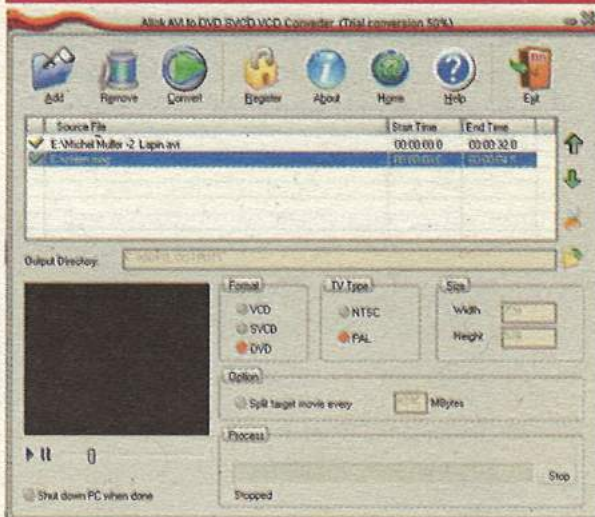 Allok AVI to DVD SVCD VCD Converter (Trial conversion 50%)
Add Remove Convert Register About Home Help Exit
Source File Start Time End Time
E:\Michel Muller -2 Lapin.avi 00:00:00.0 00:03:32.0
Output Directory:
Format TV Type Size
VCD NTSC Width
SVCD PAL Height
DVD
Option
Split target movie every MBytes
Process
Stop
Shut down PC when done Stopped